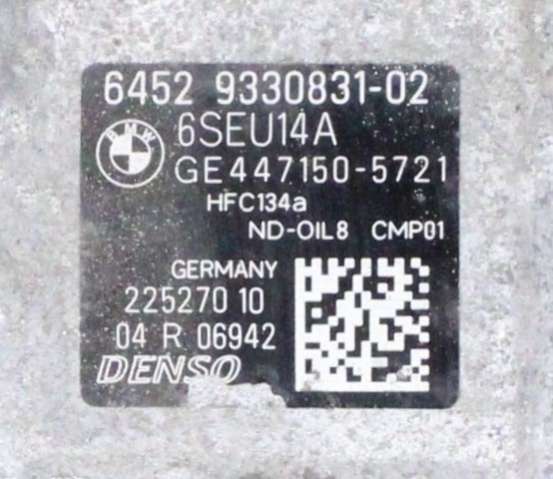 6452 9330831-02
BMW
6SEU14A
GE447150-5721
HFC134a
ND-OIL8 CMP01
GERMANY
225270 10
04 R 06942
DENSO